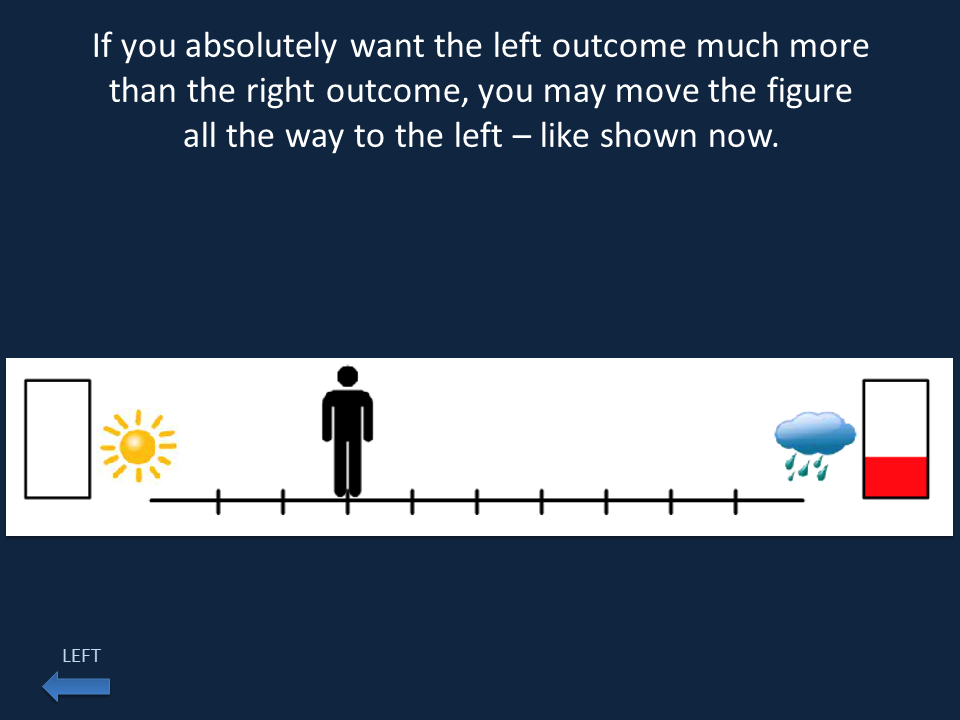 If you absolutely want the left outcome much more
than the right outcome, you may move the figure
all the way to the left – like shown now.
LEFT